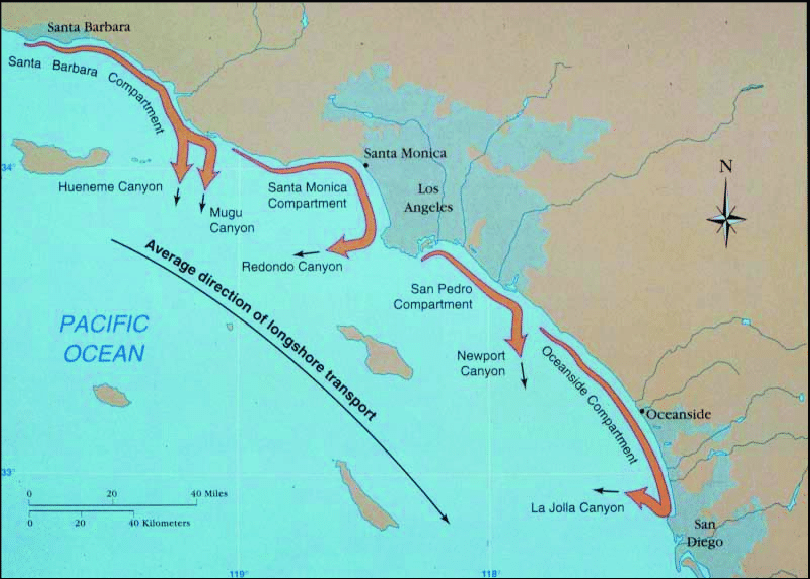 Santa Barbara
Santa Barbara Compartment
34°
Hueneme Canyon
Mugu
Canyon
Santa Monica
Compartment
Santa Monica
Los
Angeles
N
Redondo Canyon
Average direction of longshore transport
San Pedro
Compartment
PACIFIC
OCEAN
Newport
Canyon
Oceanside Compartment
Oceanside
33°
0 20 40 Miles
0 20 40 Kilometers
La Jolla Canyon
San
Diego
119°
118°